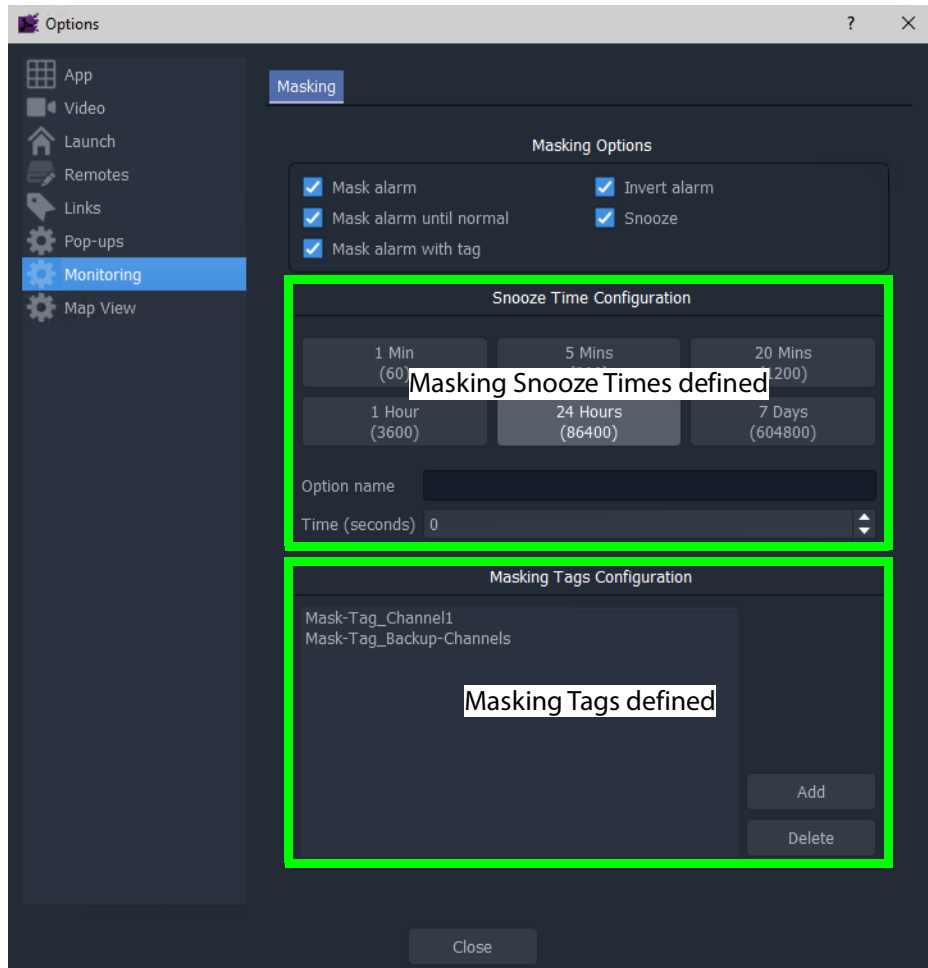 Options
?
App
Video
Launch
Remotes
Links
Pop-ups
Monitoring
Map View
Masking
Masking Options
Mask alarm
Invert alarm
Mask alarm until normal
Snooze
Mask alarm with tag
Snooze Time Configuration
1 Min
5 Mins
20 Mins
(60)
Masking Snooze Times defined
1 Hour
24 Hours
7 Days
(3600)
(86400)
(604800)
Option name
Time (seconds) 0
Masking Tags Configuration
Mask-Tag_Channel1
Mask-Tag_Backup-Channels
Masking Tags defined
Add
Delete
Close